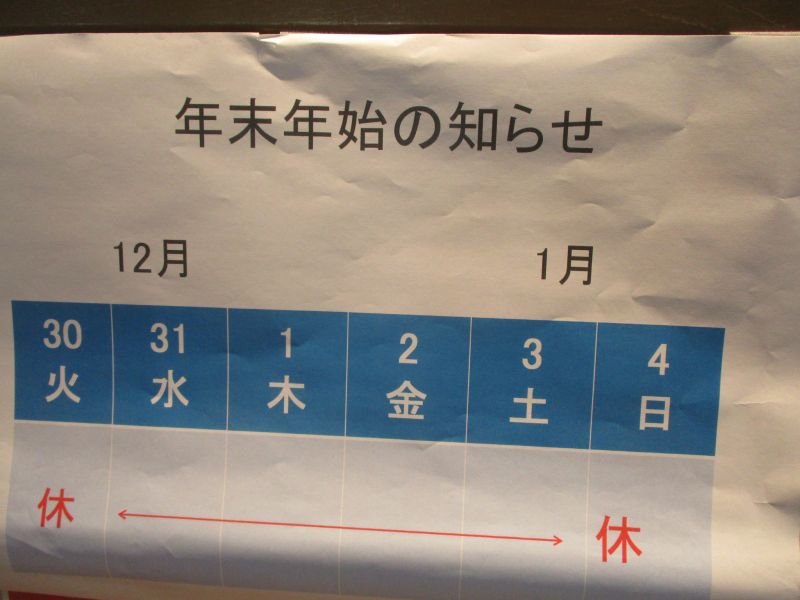 年末年始の知らせ
12月 1月
30 31 1 2 3 4
火 水 木 金 土 日
休 休